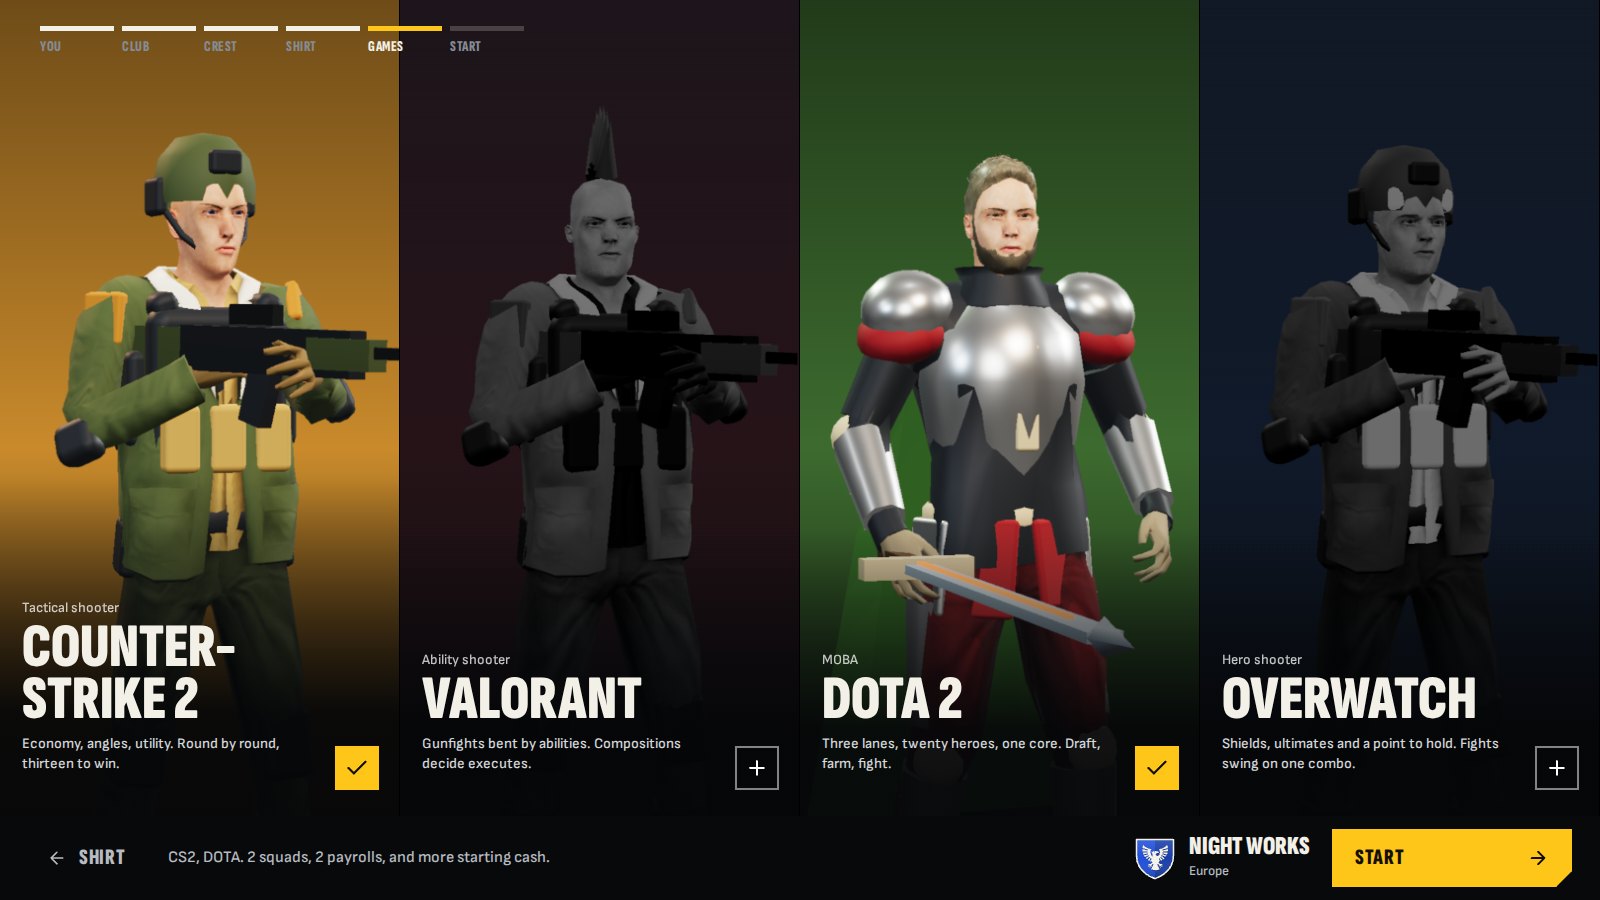 YOU
CLUB
CREST
SHIRT
GAMES
START
Tactical shooter
COUNTER-
STRIKE 2
Economy, angles, utility. Round by round,
thirteen to win.
Ability shooter
VALORANT
Gunfights bent by abilities. Compositions
decide executes.
MOBA
DOTA 2
Three lanes, twenty heroes, one core. Draft,
farm, fight.
Hero shooter
OVERWATCH
Shields, ultimates and a point to hold. Fights
swing on one combo.
SHIRT
CS2, DOTA. 2 squads, 2 payrolls, and more starting cash.
NIGHT WORKS
Europe
START